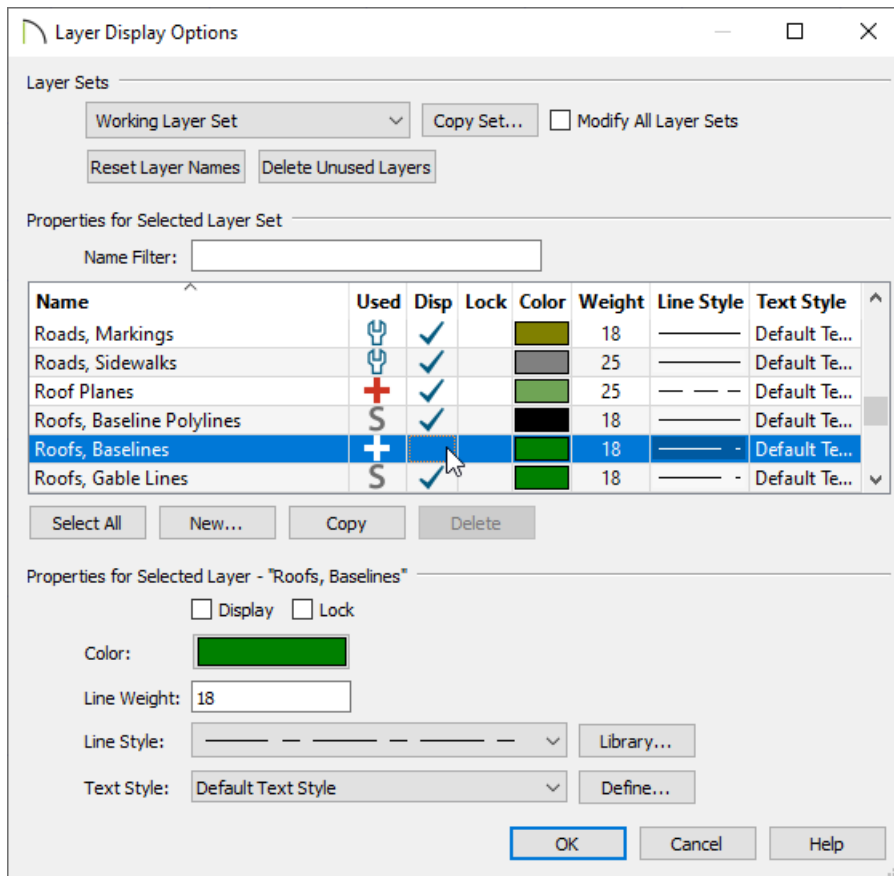 Layer Display Options
Layer Sets
Working Layer Set Copy Set... Modify All Layer Sets
Reset Layer Names Delete Unused Layers
Properties for Selected Layer Set
Name Filter:
Name Used Disp Lock Color Weight Line Style Text Style
Roads, Markings 18 Default Te...
Roads, Sidewalks 25 Default Te...
Roof Planes 25 Default Te...
Roofs, Baseline Polylines S 18 Default Te...
Roofs, Baselines 18 Default Te...
Roofs, Gable Lines S 18 Default Te...
Select All New... Copy Delete
Properties for Selected Layer - "Roofs, Baselines"
Display Lock
Color:
Line Weight: 18
Line Style: Library...
Text Style: Default Text Style Define...
OK Cancel Help